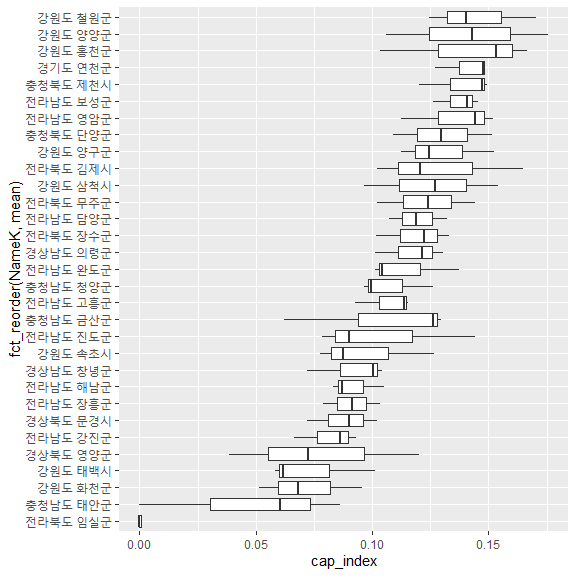 강원도 철원군
강원도 양양군
강원도 홍천군
경기도 연천군
충청북도 제천시
전라남도 보성군
전라남도 영암군
충청북도 단양군
강원도 양구군
전라북도 김제시
강원도 삼척시
전라북도 무주군
전라남도 담양군
전라북도 장수군
경상남도 의령군
전라남도 완도군
충청남도 청양군
전라남도 고흥군
충청남도 금산군
전라남도 진도군
강원도 속초시
경상남도 창녕군
전라남도 해남군
전라남도 장흥군
경상북도 문경시
전라남도 강진군
경상북도 영양군
강원도 태백시
강원도 화천군
충청남도 태안군
전라북도 임실군
fct_reorder(NameK, mean)
0.00 0.05 0.10 0.15
cap_index